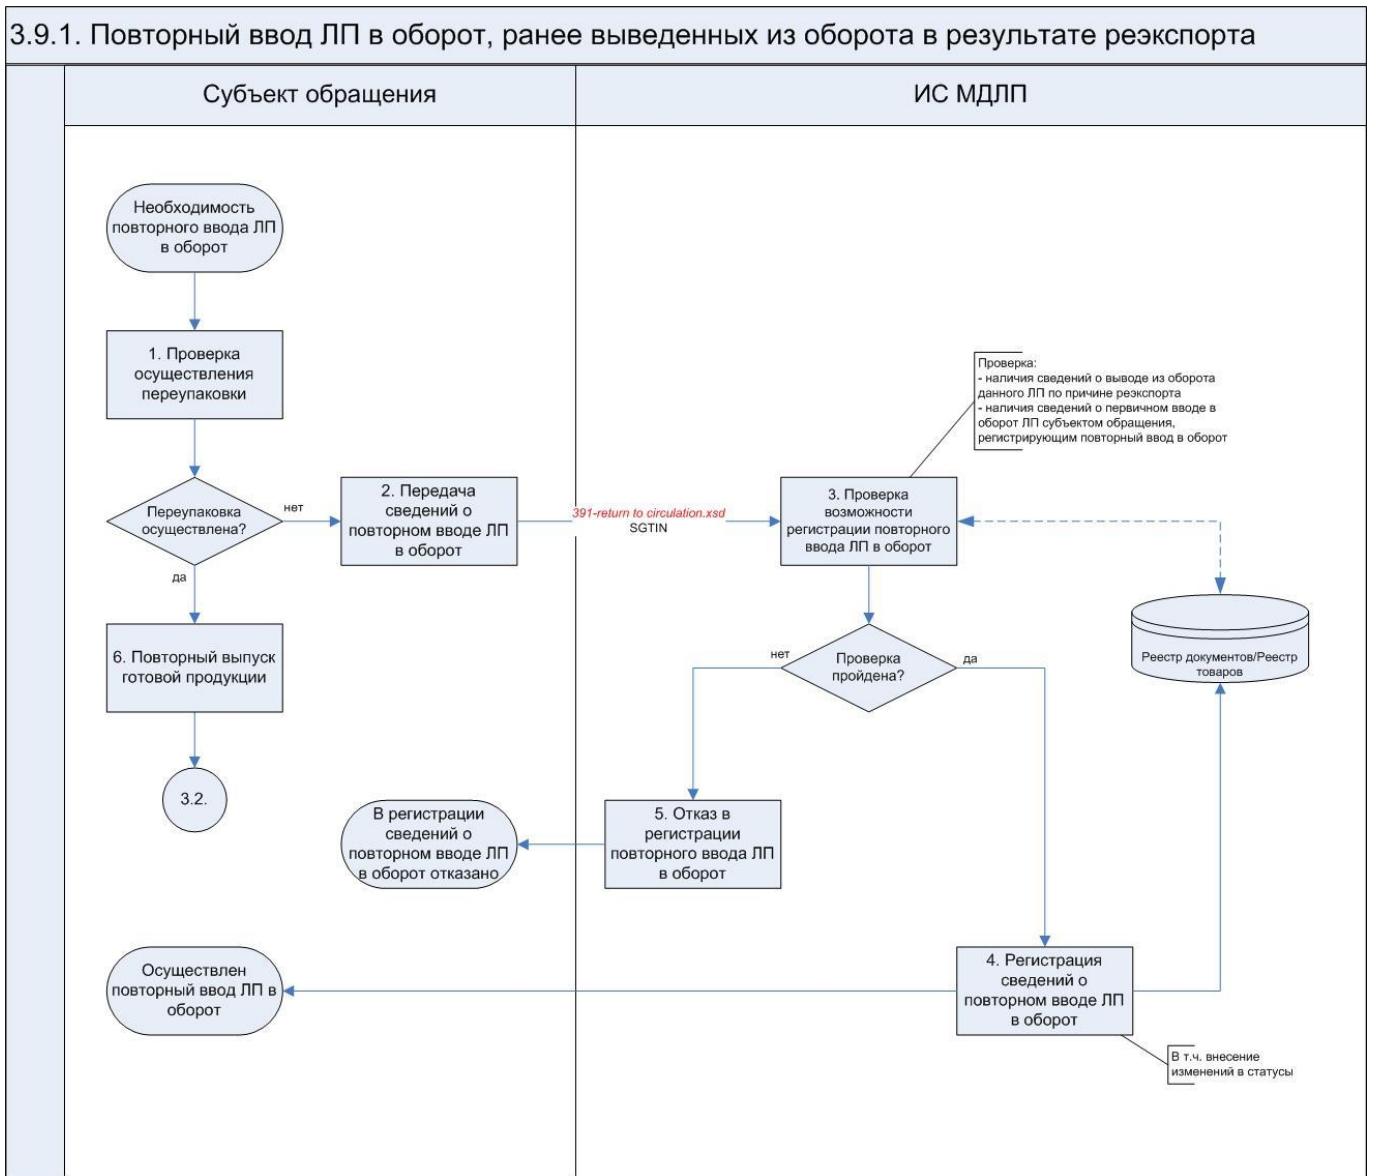 3.9.1. Повторный ввод ЛП в оборот, ранее выведенных из оборота в результате реэкспорта
Субъект обращения
ИС МДЛП
Необходимость
повторного ввода ЛП
в оборот
1. Проверка
осуществления
переупаковки
Проверка:
- наличия сведений о выводе из оборота
данного ЛП по причине реэкспорта
- наличия сведений о первичном вводе в
оборот ЛП субъектом обращения,
регистрирующим повторный ввод в оборот
Переупаковка
осуществлена?
нет
да
2. Передача
сведений о
повторном вводе ЛП
в оборот
391-return to circulation.xsd
SGTIN
3. Проверка
возможности
регистрации повторного
ввода ЛП в оборот
6. Повторный выпуск
готовой продукции
нет
Проверка
пройдена?
да
Реестр документов/Реестр
товаров
3.2.
В регистрации
сведений о
повторном вводе ЛП
в оборот отказано
5. Отказ в
регистрации
повторного ввода ЛП
в оборот
Осуществлен
повторный ввод ЛП в
оборот
4. Регистрация
сведений о
повторном вводе ЛП
в оборот
В т.ч. внесение
изменений в статусы